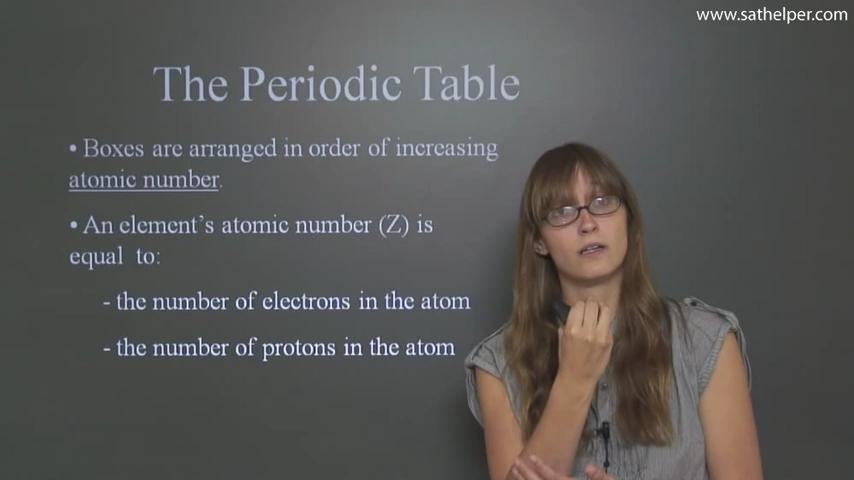 www.sathelper.com
The Periodic Table
• Boxes are arranged in order of increasing
atomic number.
• An element's atomic number (Z) is
equal to:
- the number of electrons in the atom
- the number of protons in the atom